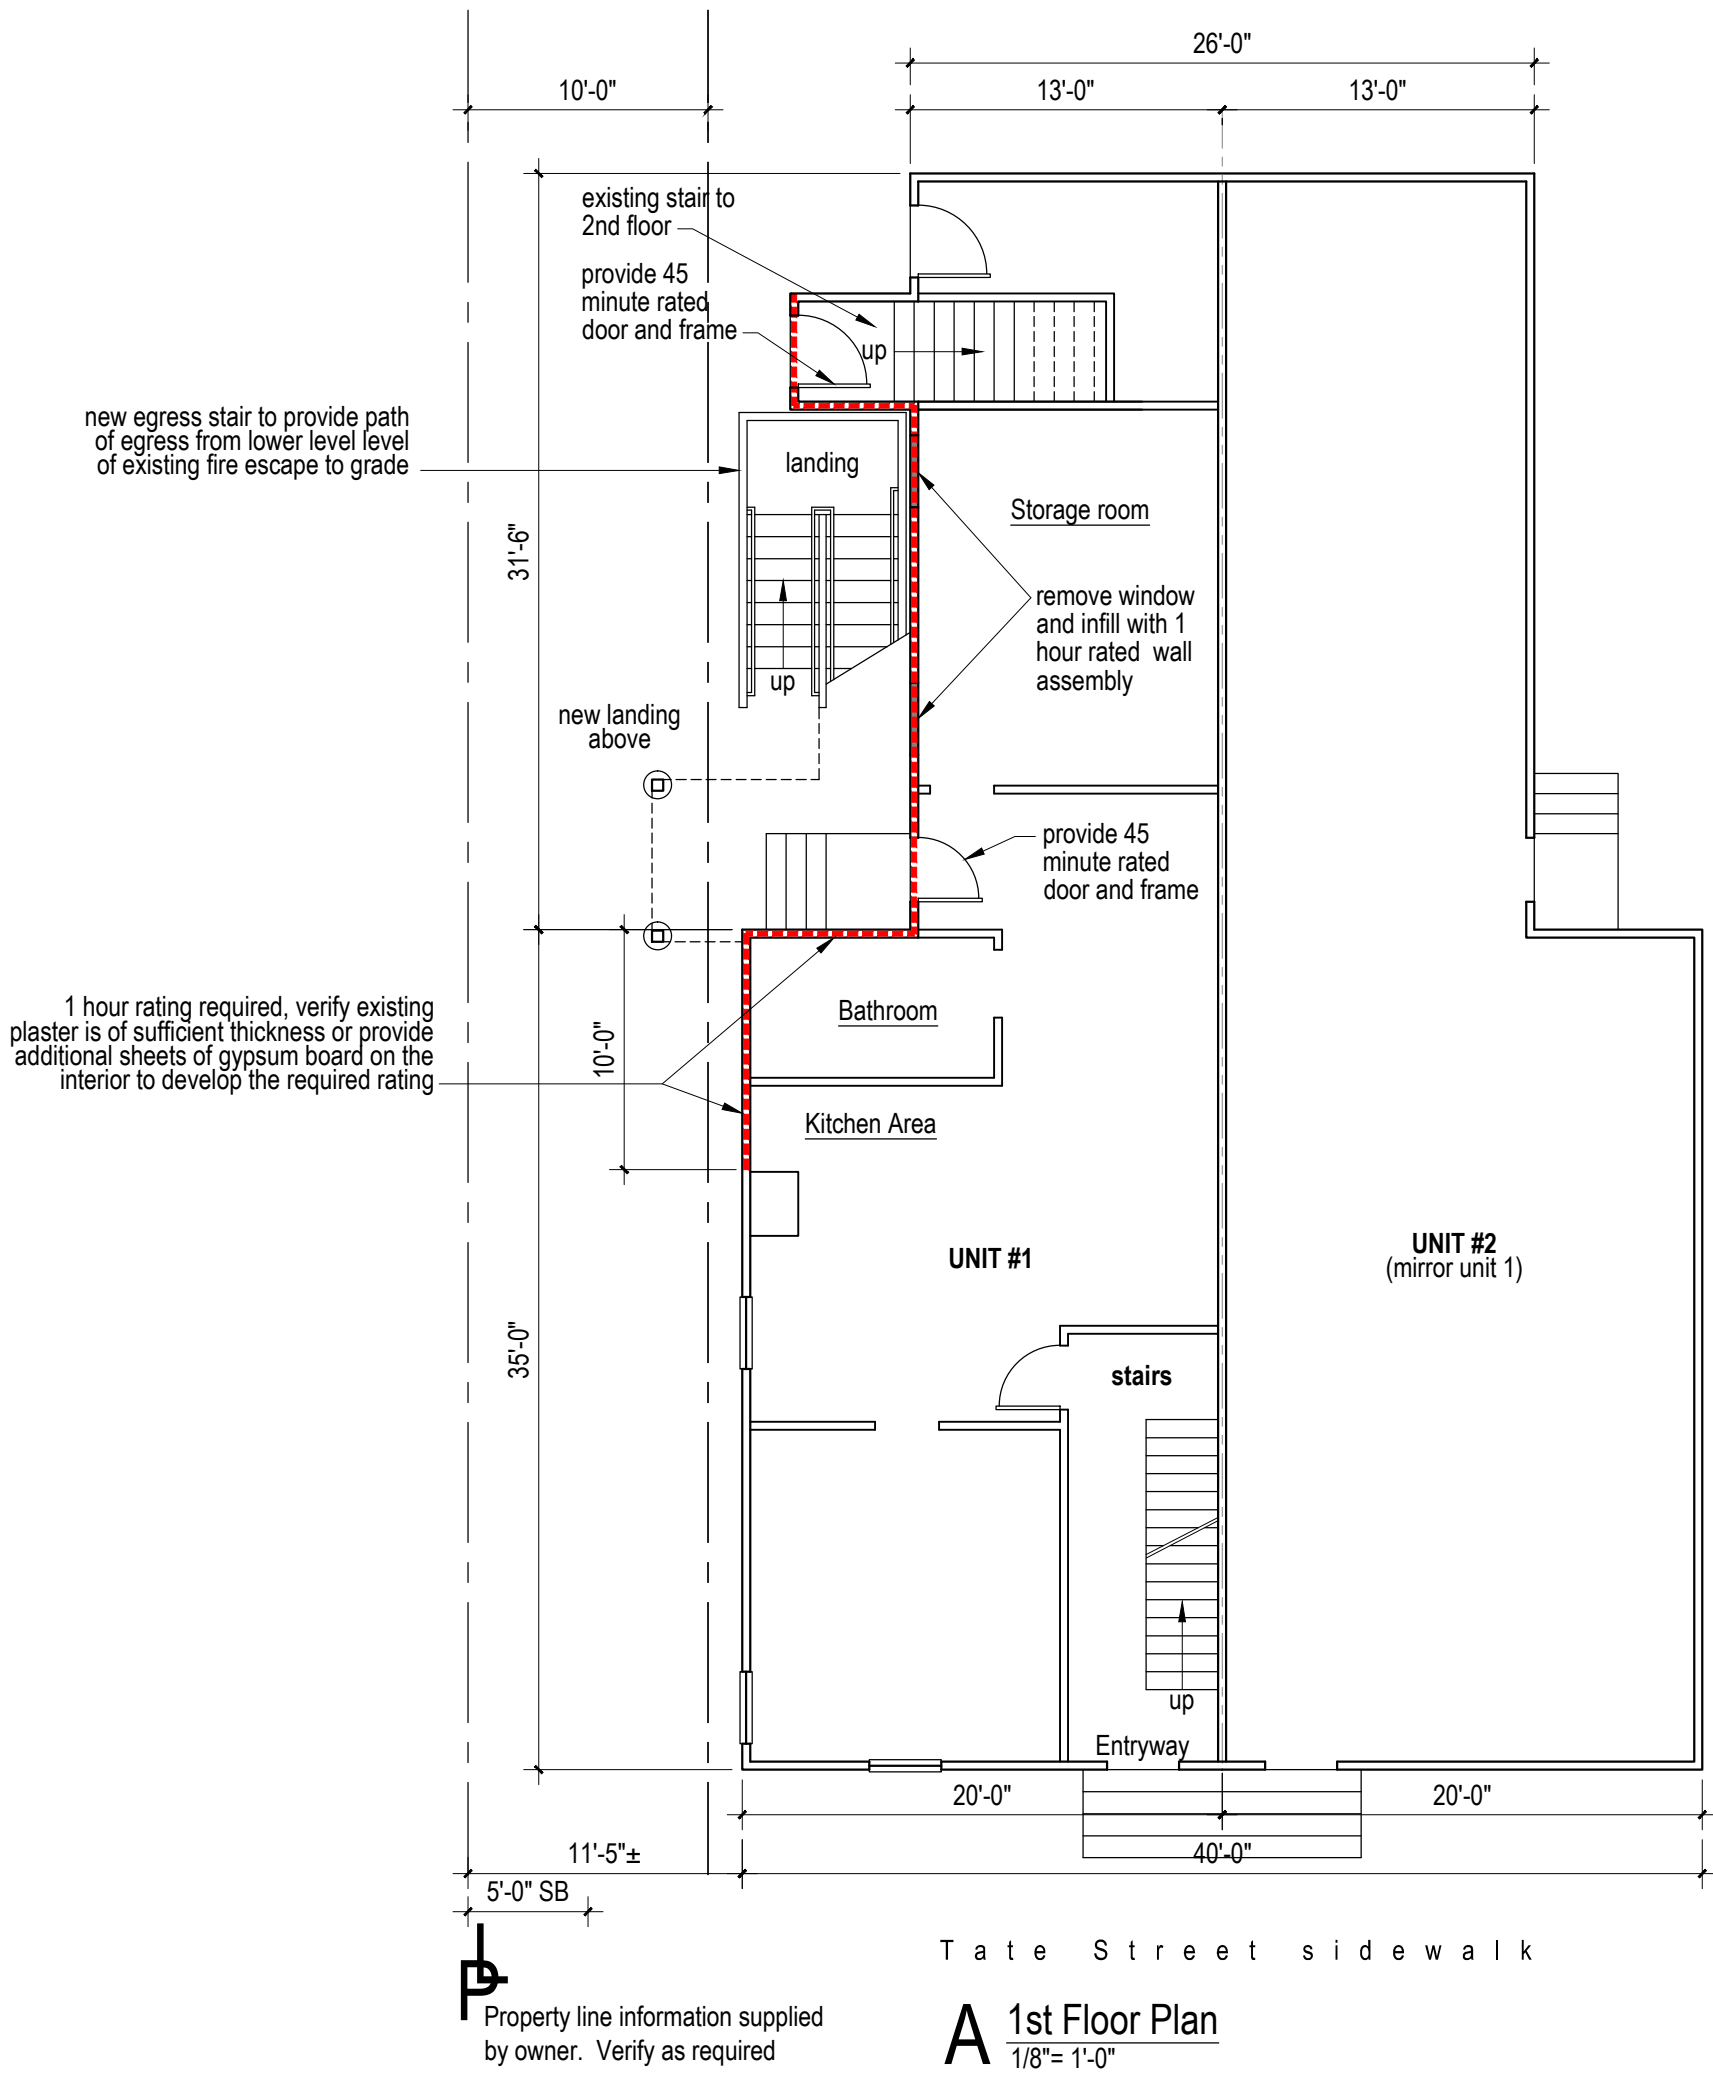 26'-0"
10'-0"
13'-0"
13'-0"
existing stair to
2nd floor
provide 45
minute rated
door and frame
up
new egress stair to provide path
of egress from lower level level
of existing fire escape to grade
landing
Storage room
31'-6"
remove window
and infill with 1
hour rated wall
assembly
up
new landing
above
provide 45
minute rated
door and frame
1 hour rating required, verify existing
plaster is of sufficient thickness or provide
additional sheets of gypsum board on the
interior to develop the required rating
10'-0"
Bathroom
Kitchen Area
UNIT #1
UNIT #2
(mirror unit 1)
35'-0"
stairs
up
Entryway
20'-0"
20'-0"
11'-5"±
40'-0"
5'-0" SB
PL
Tate Street sidewalk
Property line information supplied
by owner. Verify as required
A 1st Floor Plan
1/8"= 1'-0"